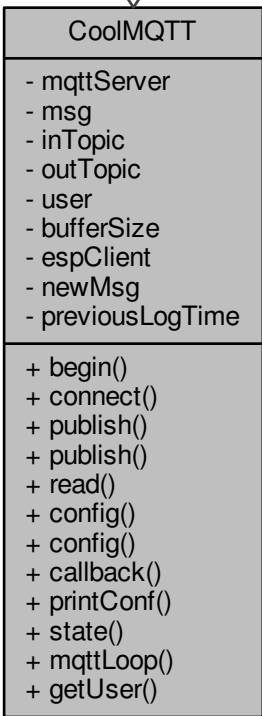 CoolMQTT
- mqttServer
- msg
- inTopic
- outTopic
- user
- bufferSize
- espClient
- newMsg
- previousLogTime
+ begin()
+ connect()
+ publish()
+ publish()
+ read()
+ config()
+ config()
+ callback()
+ printConf()
+ state()
+ mqttLoop()
+ getUser()